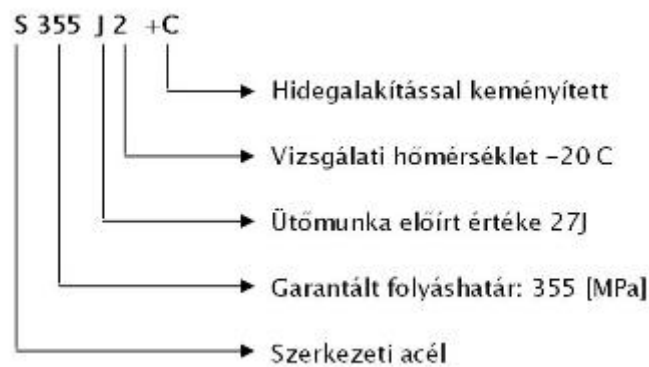 S 355 J 2 +C
Hidegalakítással keményített
Vizsgálati hőmérséklet -20 C
Ütőmunka előírt értéke 27J
Garantált folyáshatár: 355 [MPa]
Szerkezeti acél